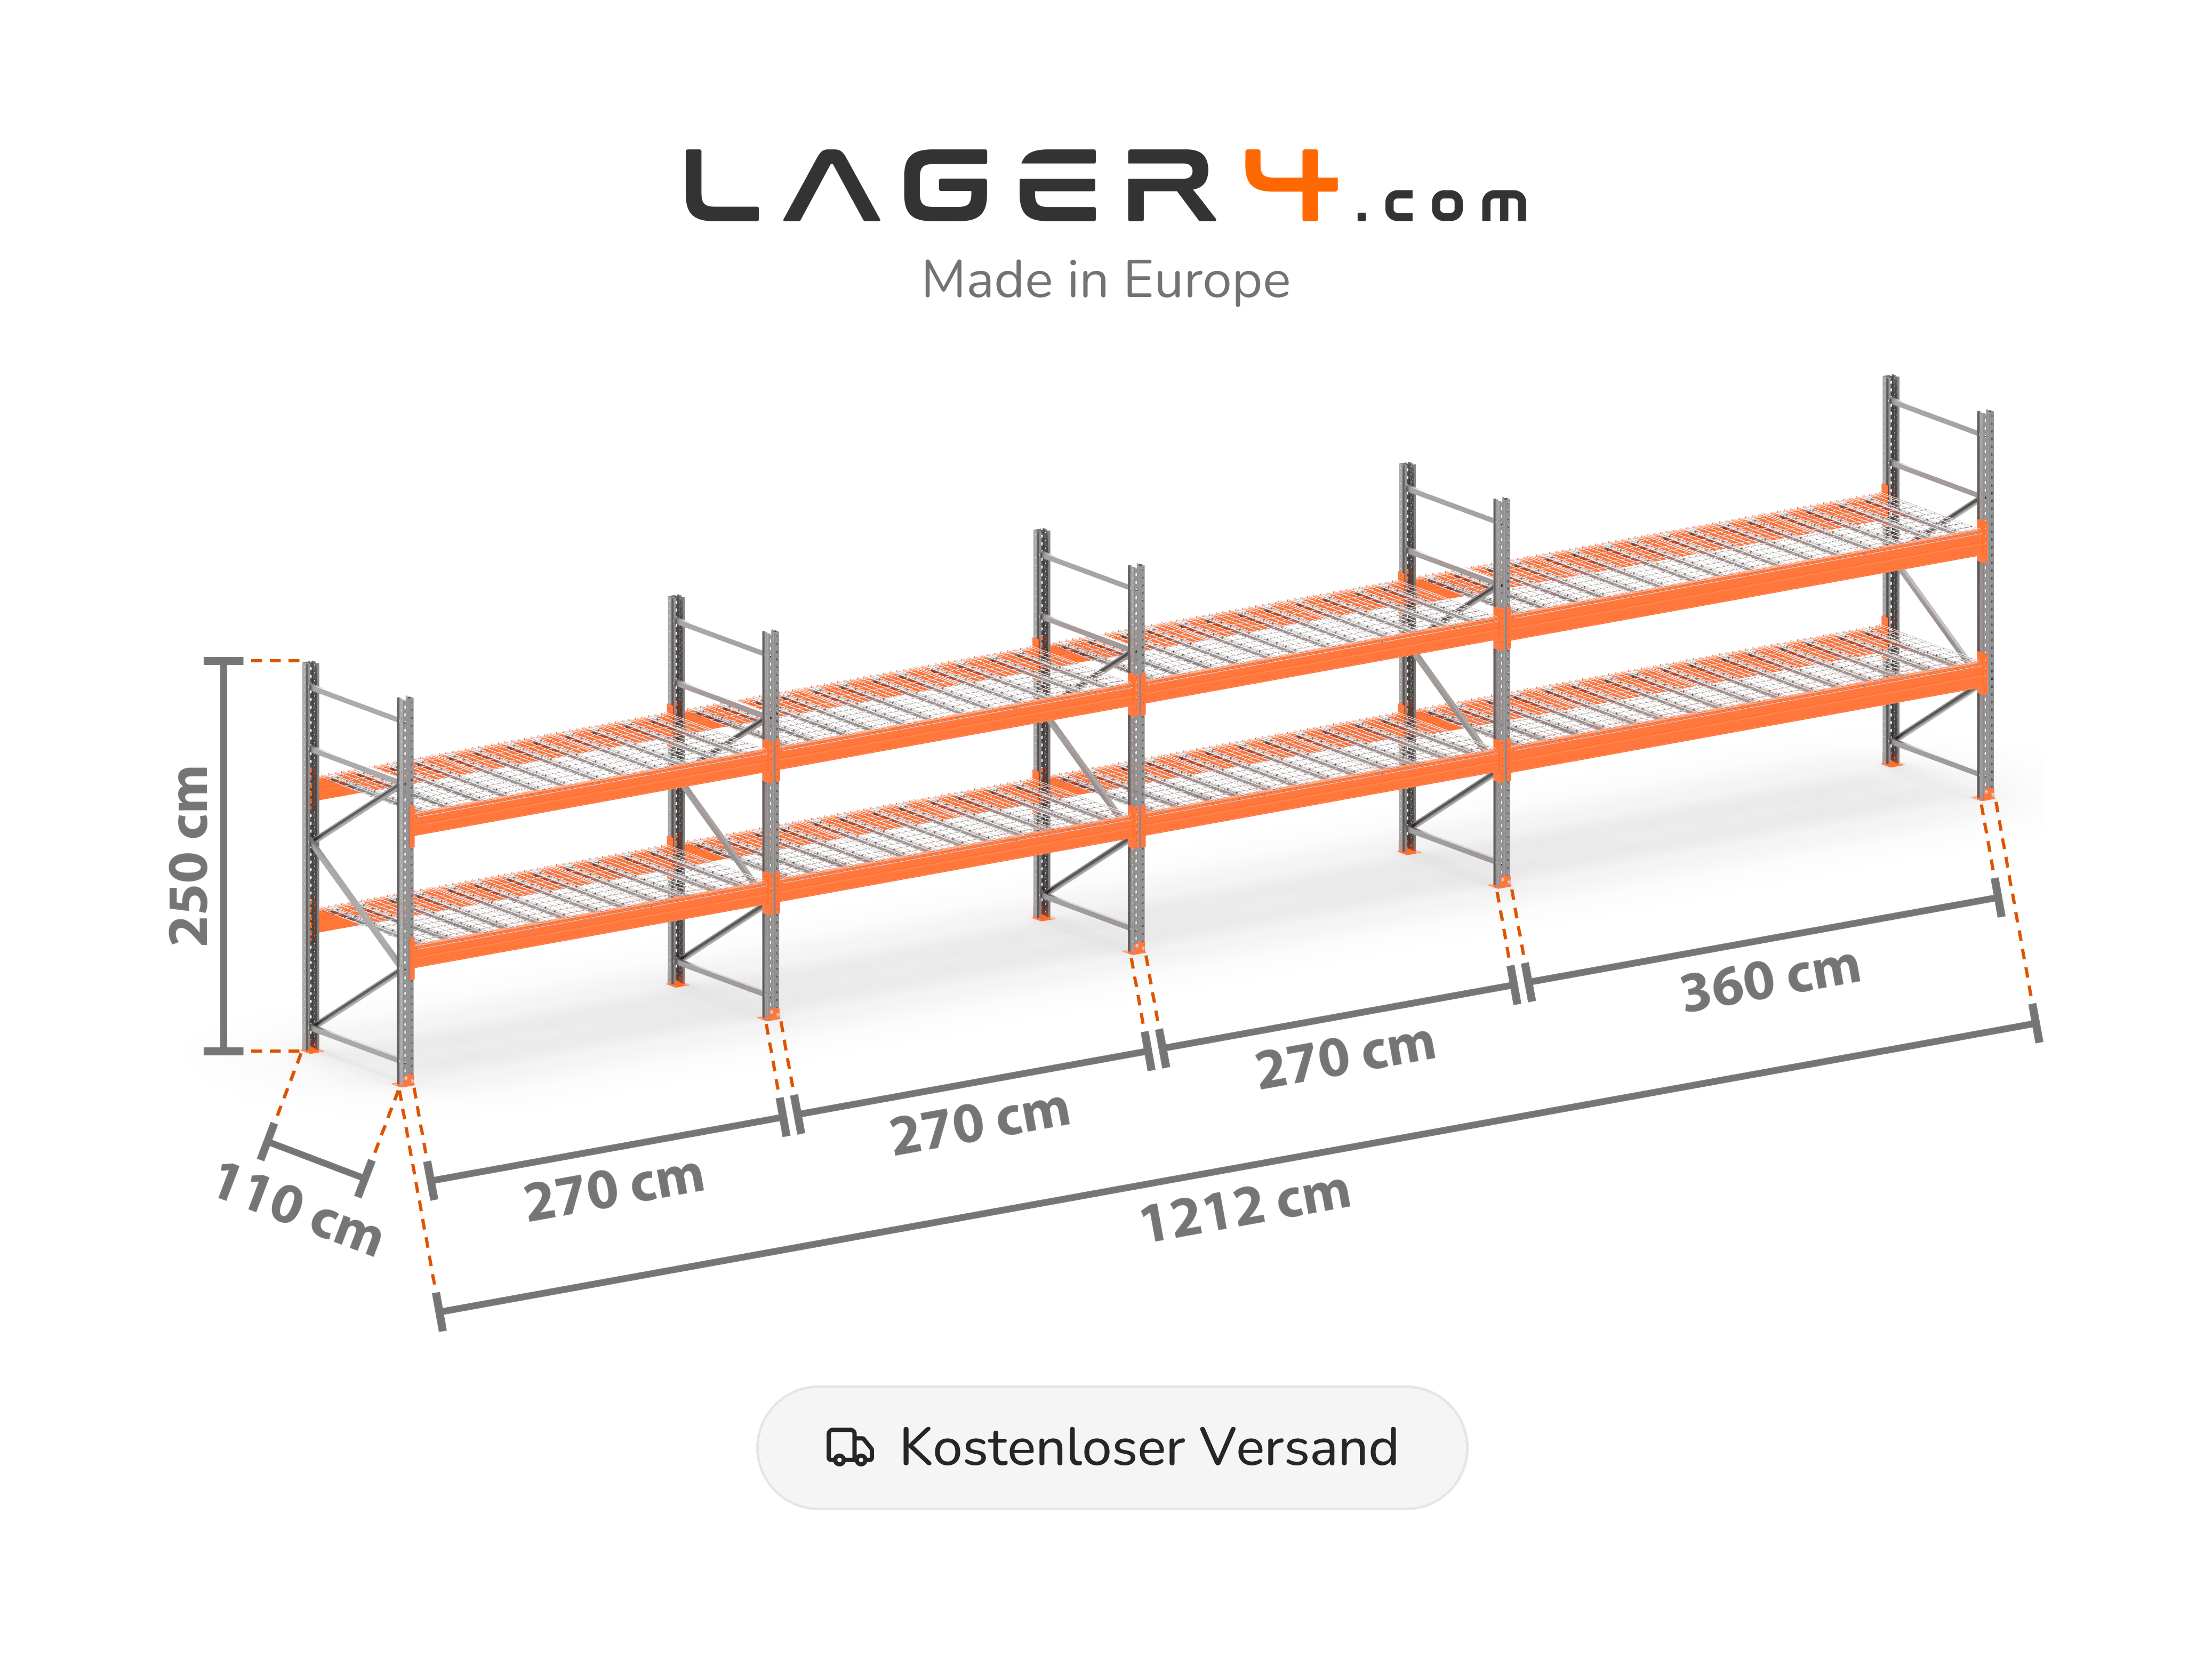 LAGER4.com
Made in Europe
250 cm
110 cm
270 cm
270 cm
270 cm
360 cm
1212 cm
Kostenloser Versand